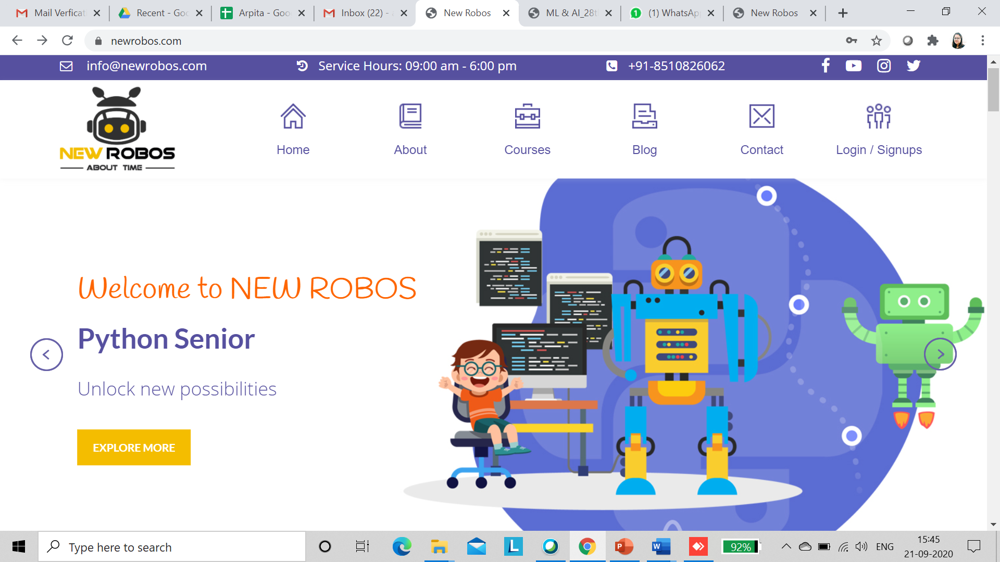 Mail Verficat
Recent - Goo
Arpita - Goo
Inbox (22) -
New Robos
ML & AI_28t
(1) WhatsAp
New Robos
newrobos.com
info@newrobos.com
Service Hours: 09:00 am - 6:00 pm
+91-8510826062
NEW ROBOS
ABOUT TIME
Home
About
Courses
Blog
Contact
Login / Signups
Welcome to NEW ROBOS
Python Senior
Unlock new possibilities
EXPLORE MORE
Type here to search
92%
ENG
15:45
21-09-2020